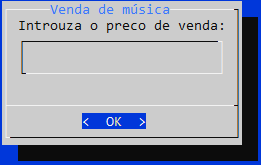 Venda de música
Introuza o preco de venda:
< OK >